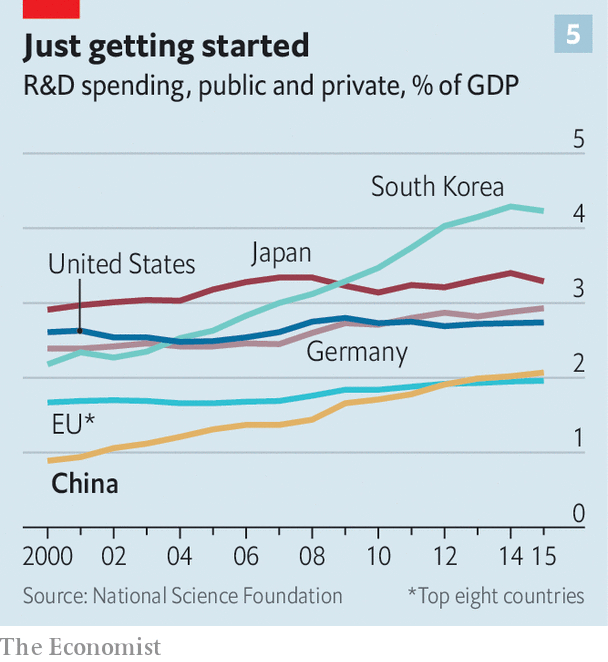 Just getting started
5
R&D spending, public and private, % of GDP
5
South Korea
4
United States
Japan
3
Germany
2
EU*
1
China
0
2000 02 04 06 08 10 12 14 15
Source: National Science Foundation *Top eight countries
The Economist